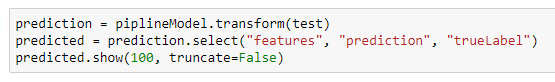 prediction = piplineModel.transform(test)
predicted = prediction.select("features", "prediction", "trueLabel")
predicted.show(100, truncate=False)